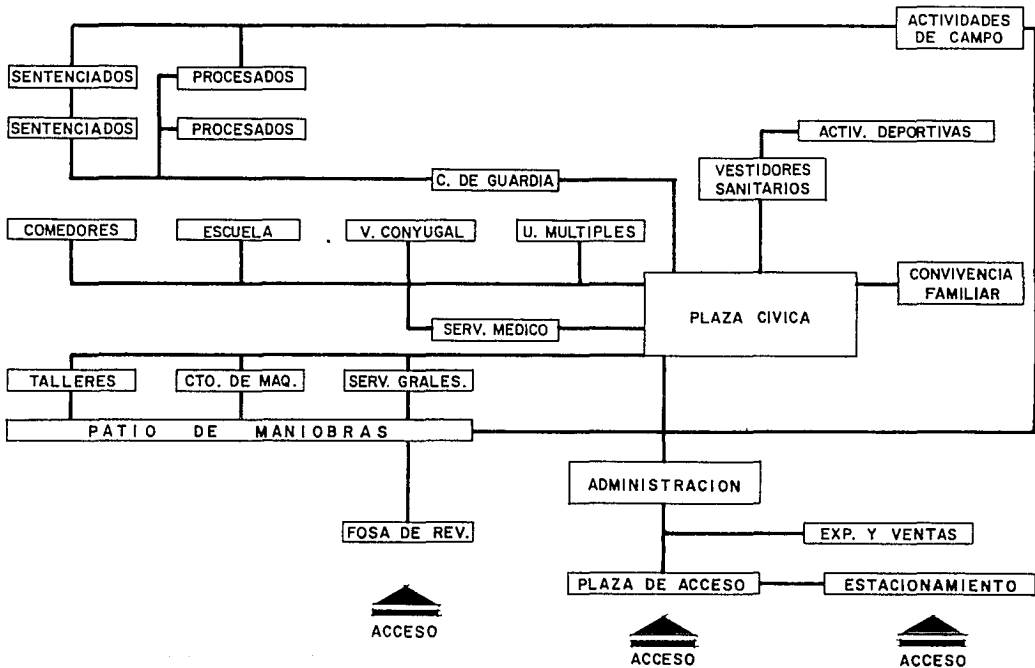 ACTIVIDADES
DE CAMPO
SENTENCIADOS
PROCESADOS
SENTENCIADOS
PROCESADOS
ACTIV. DEPORTIVAS
VESTIDORES
SANITARIOS
C. DE GUARDIA
COMEDORES
ESCUELA
V. CONYUGAL
U. MULTIPLES
CONVIVENCIA
FAMILIAR
PLAZA CIVICA
SERV. MEDICO
TALLERES
CTO. DE MAQ.
SERV. GRALES.
PATIO DE MANIOBRAS
ADMINISTRACION
FOSA DE REV.
EXP. Y VENTAS
PLAZA DE ACCESO
ESTACIONAMIENTO
ACCESO
ACCESO
ACCESO